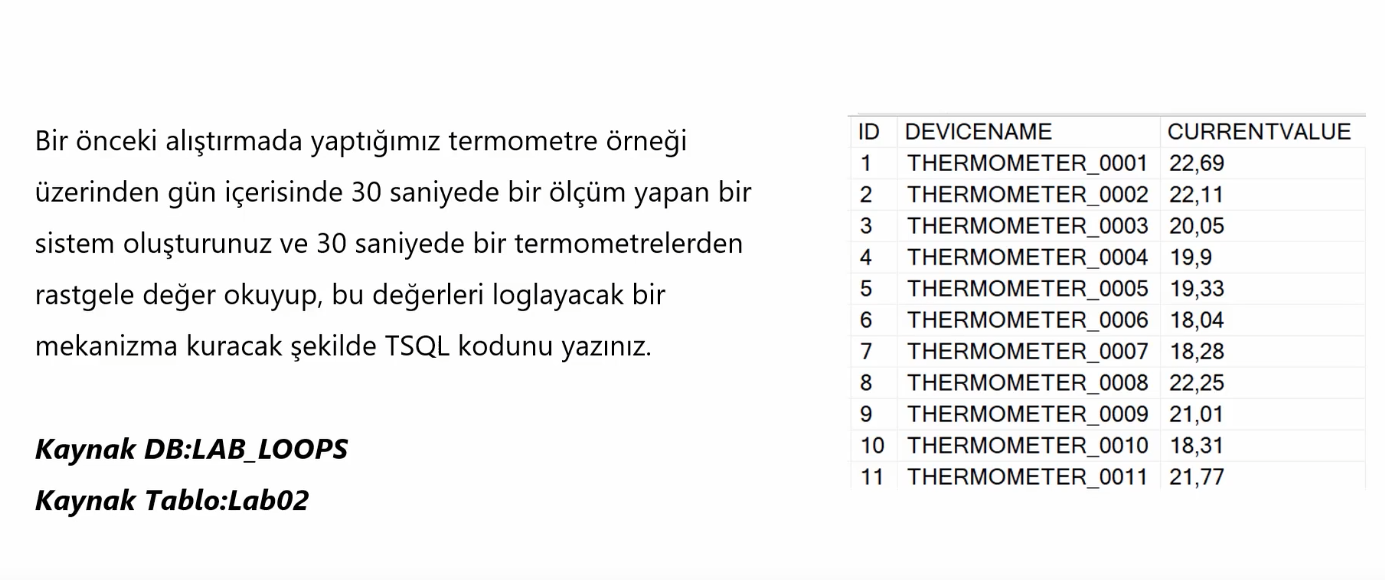 Bir önceki alıştırmada yaptığımız termometre örneği
üzerinden gün içerisinde 30 saniyede bir ölçüm yapan bir
sistem oluşturunuz ve 30 saniyede bir termometrelerden
rastgele değer okuyup, bu değerleri loglayacak bir
mekanizma kuracak şekilde TSQL kodunu yazınız.
Kaynak DB:LAB_LOOPS
Kaynak Tablo:Lab02
ID DEVICENAME CURRENTVALUE
1 THERMOMETER_0001 22,69
2 THERMOMETER_0002 22,11
3 THERMOMETER_0003 20,05
4 THERMOMETER_0004 19,9
5 THERMOMETER_0005 19,33
6 THERMOMETER_0006 18,04
7 THERMOMETER_0007 18,28
8 THERMOMETER_0008 22,25
9 THERMOMETER_0009 21,01
10 THERMOMETER_0010 18,31
11 THERMOMETER_0011 21,77